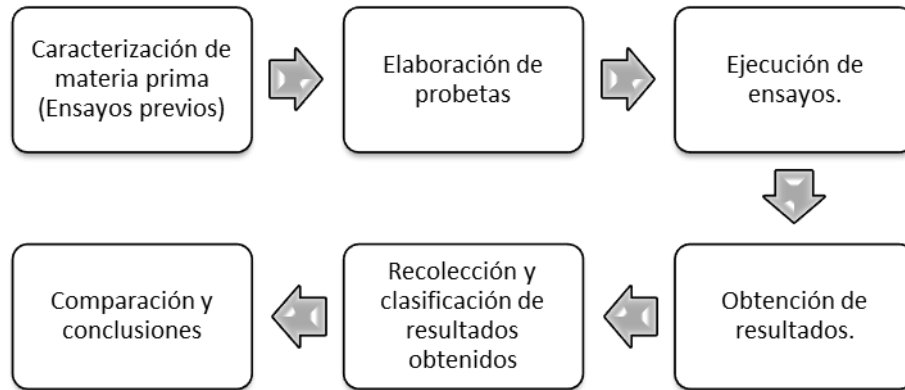 Caracterización de
materia prima
(Ensayos previos)
Elaboración de
probetas
Ejecución de
ensayos.
Obtención de
resultados.
Recolección y
clasificación de
resultados
obtenidos
Comparación y
conclusiones